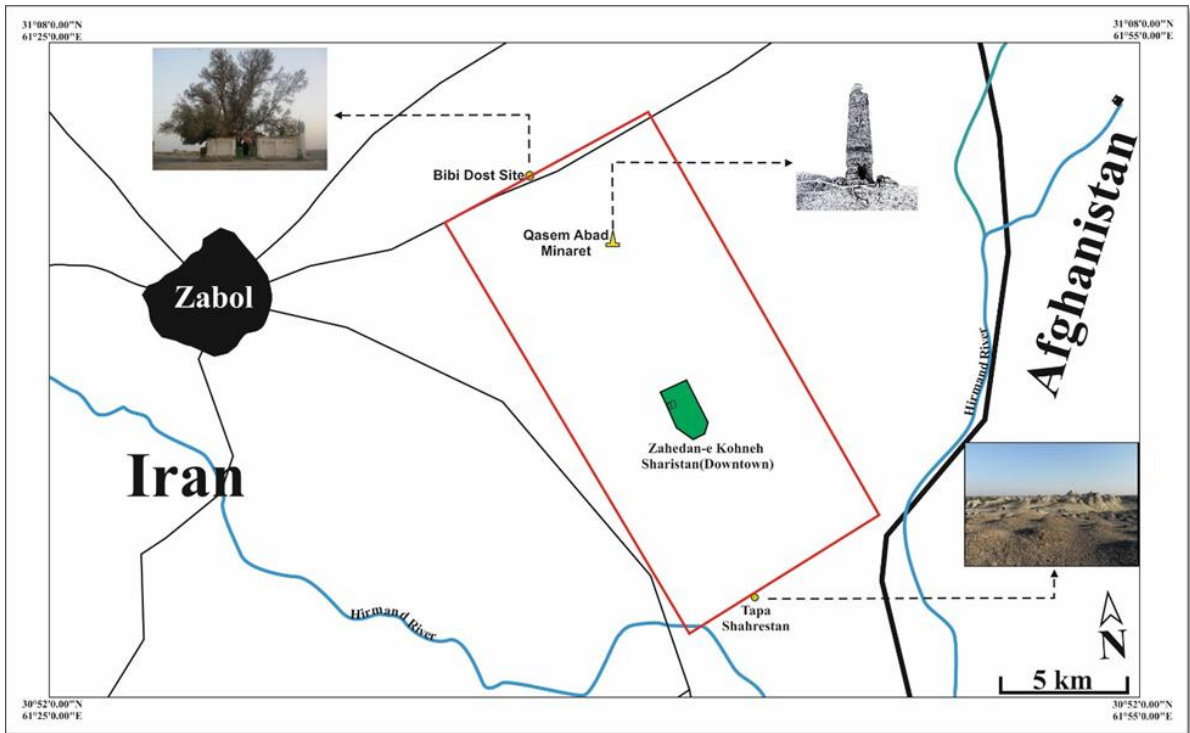 31°08'0.00"N
61°25'0.00"E
31°08'0.00"N
61°55'0.00"E
Bibi Dost Site
Qasem Abad
Minaret
Afghanistan
Zabol
Hirmand River
Zahedan-e Kohneh
Sharistan(Downtown)
Iran
Hirmand River
Tapa
Shahrestan
N
5 km
30°52'0.00"N
61°25'0.00"E
30°52'0.00"N
61°55'0.00"E